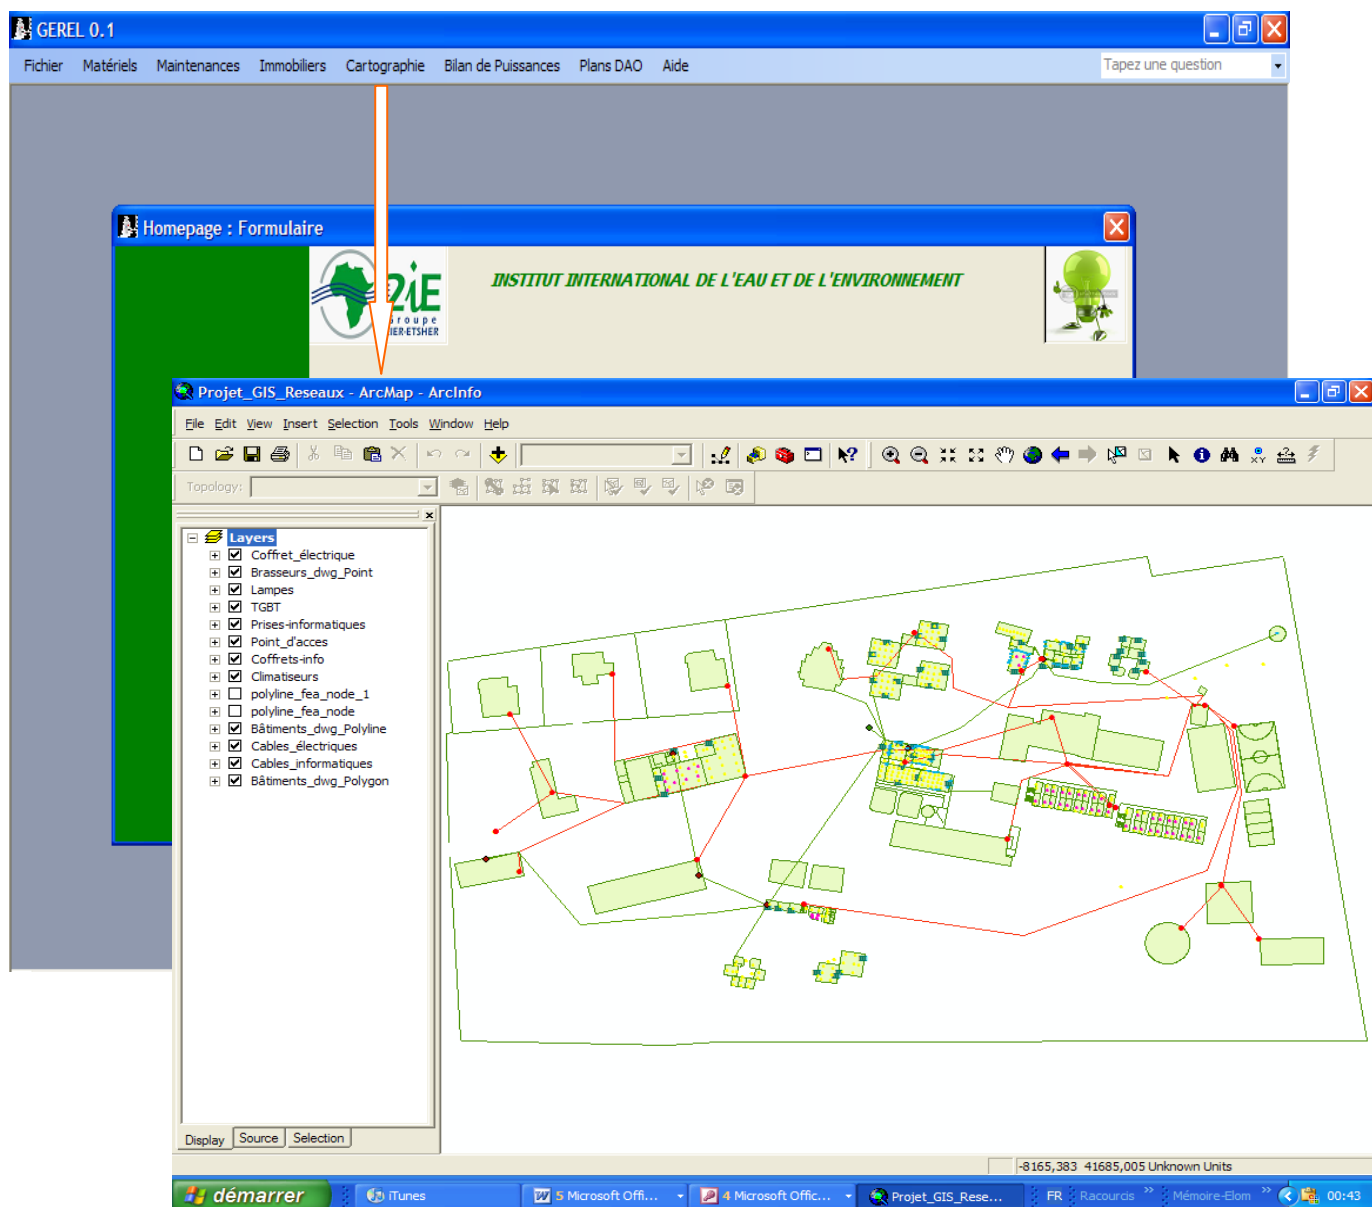 GEREL 0.1
Fichier Matériels Maintenances Immobiliers Cartographie Bilan de Puissances Plans DAO Aide Tapez une question
Homepage : Formulaire
2iE
Groupe
EIER-ETSHER
INSTITUT INTERNATIONAL DE L'EAU ET DE L'ENVIRONNEMENT
Projet_GIS_Reseaux - ArcMap - ArcInfo
File Edit View Insert Selection Tools Window Help
Topology:
Layers
Coffret_électrique
Brasseurs_dwg_Point
Lampes
TGBT
Prises-informatiques
Point_d'acces
Coffrets-info
Climatiseurs
polyline_fea_node_1
polyline_fea_node
Bâtiments_dwg_Polyline
Cables_électriques
Cables_informatiques
Bâtiments_dwg_Polygon
Display Source Selection
-8165,383 41685,005 Unknown Units
démarrer iTunes 5 Microsoft Offi... 4 Microsoft Offic... Projet_GIS_Rese... FR Racourcis Mémoire-Elom 00:43